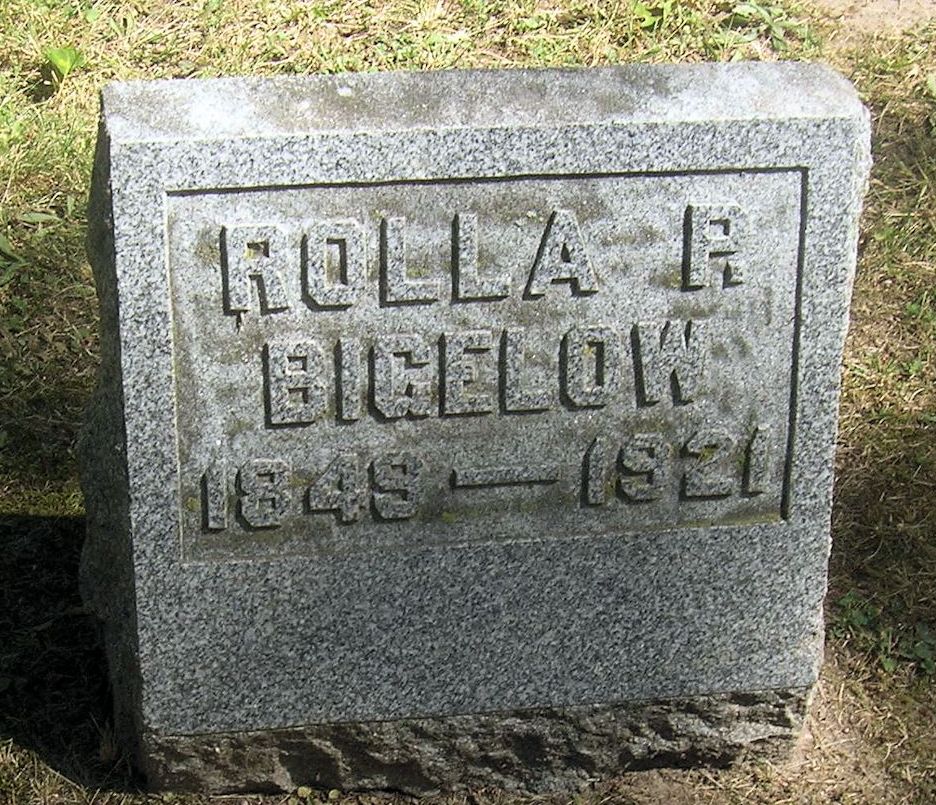 ROLLA R
BIGELOW
1849 — 1921